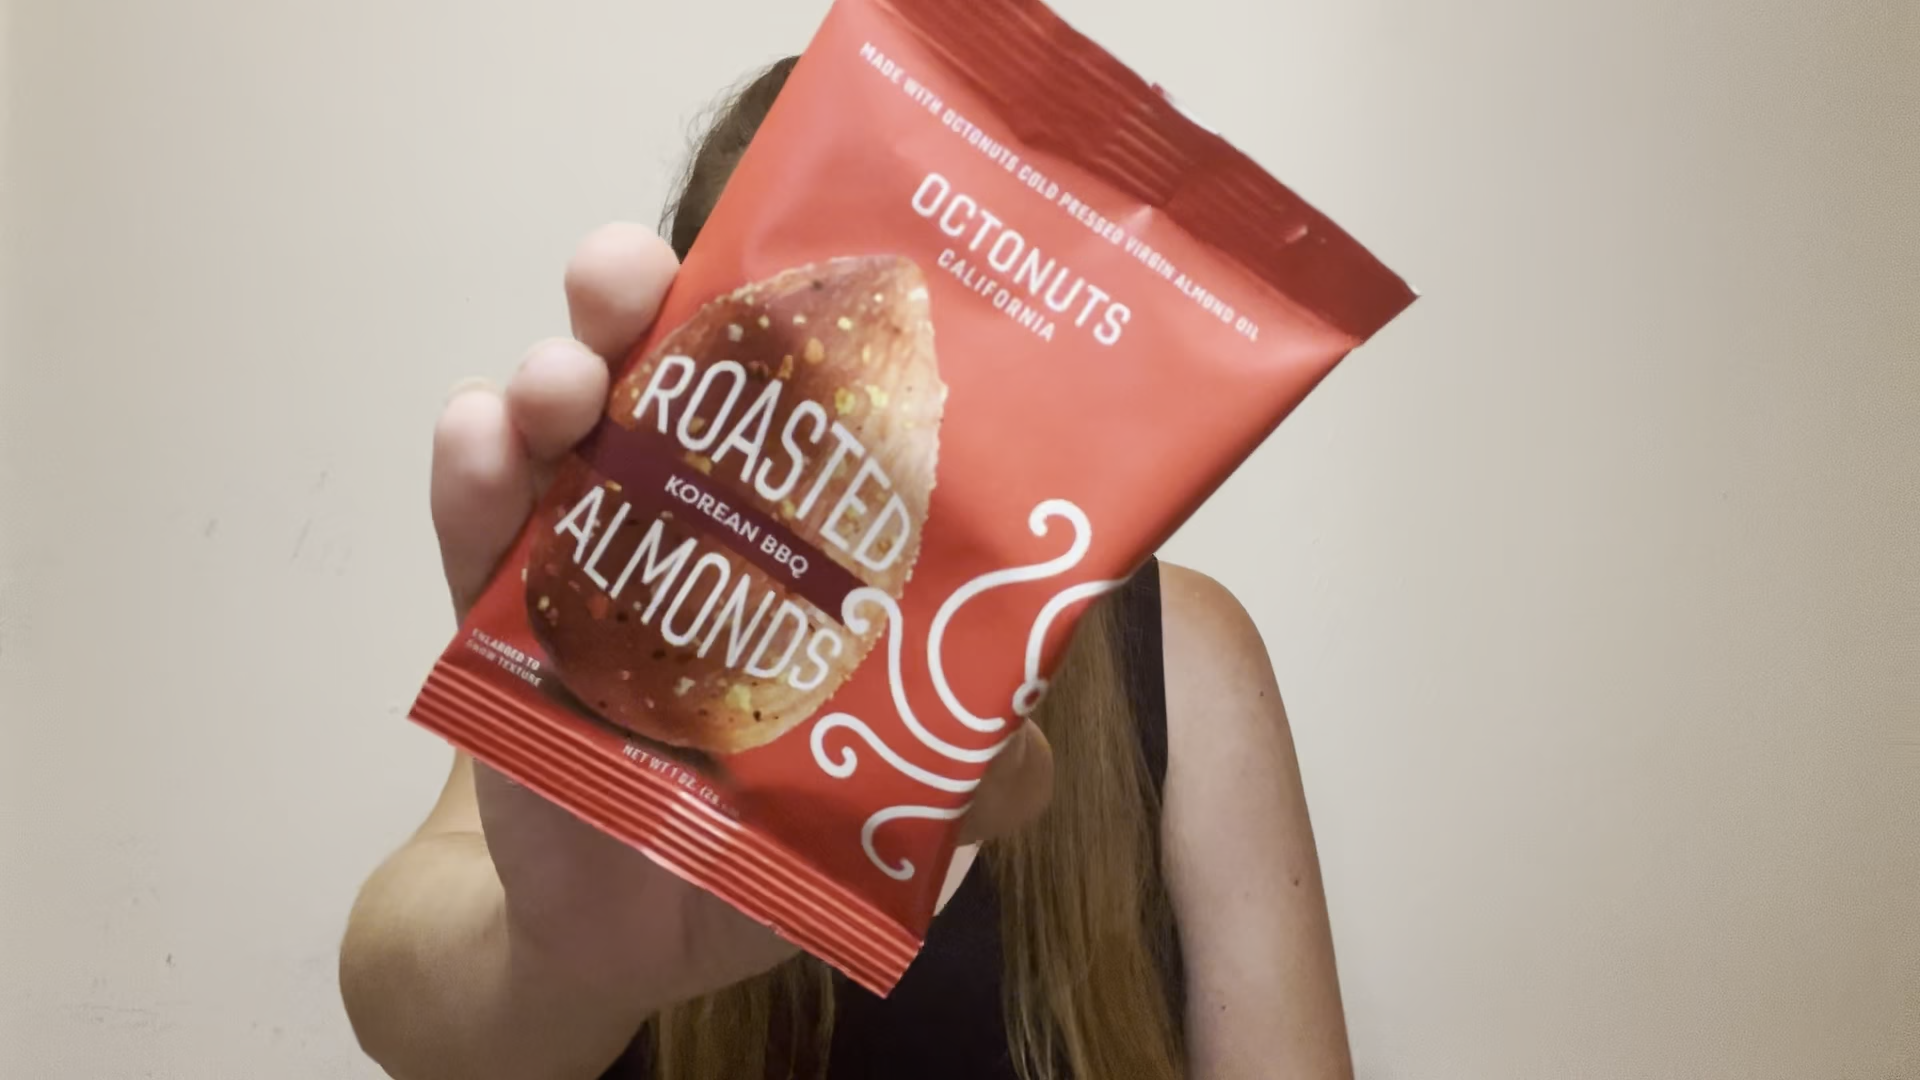 MADE WITH OCTONUTS COLD PRESSED VIRGIN ALMOND OIL
OCTONUTS
CALIFORNIA
ROASTED
KOREAN BBQ
ALMONDS
ENLARGED TO
SHOW TEXTURE
NET WT 1 OZ.